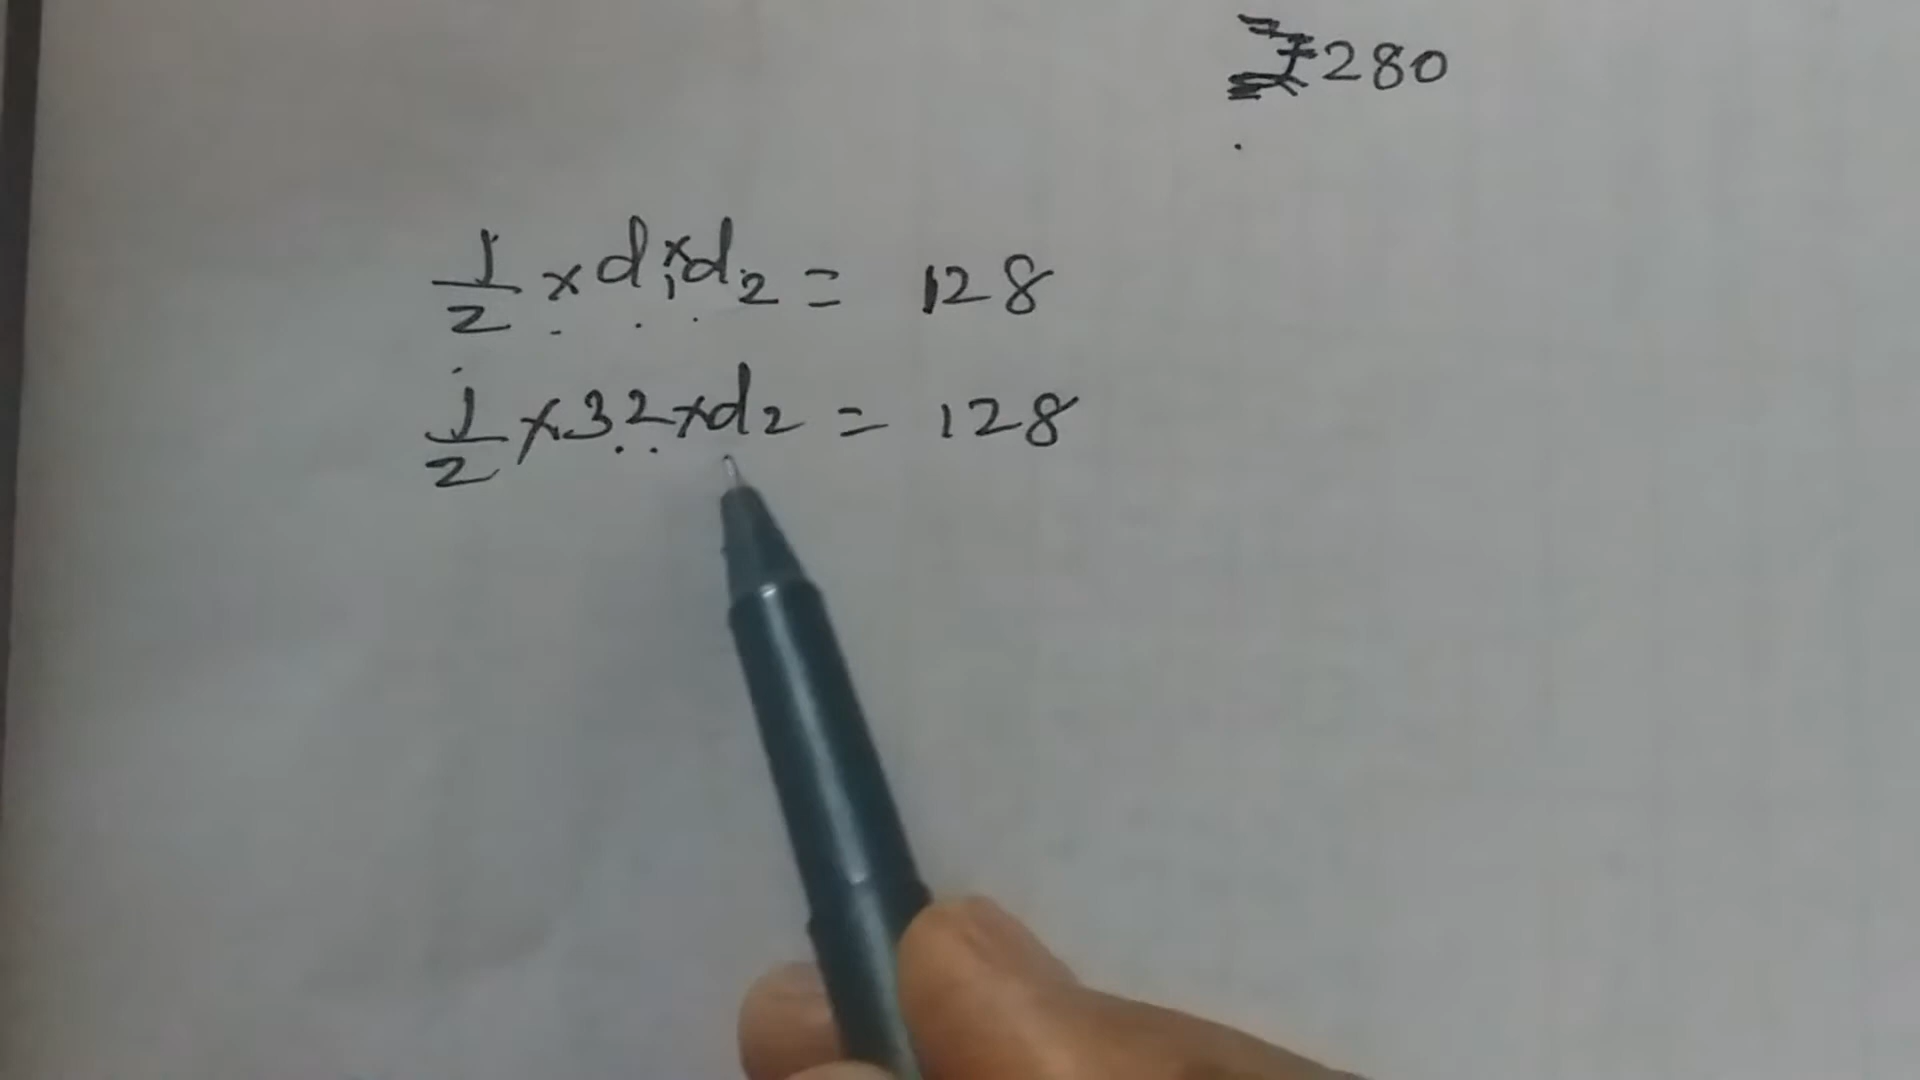 280
1/2 × d1 × d2 = 128
1/2 × 32 × d2 = 128